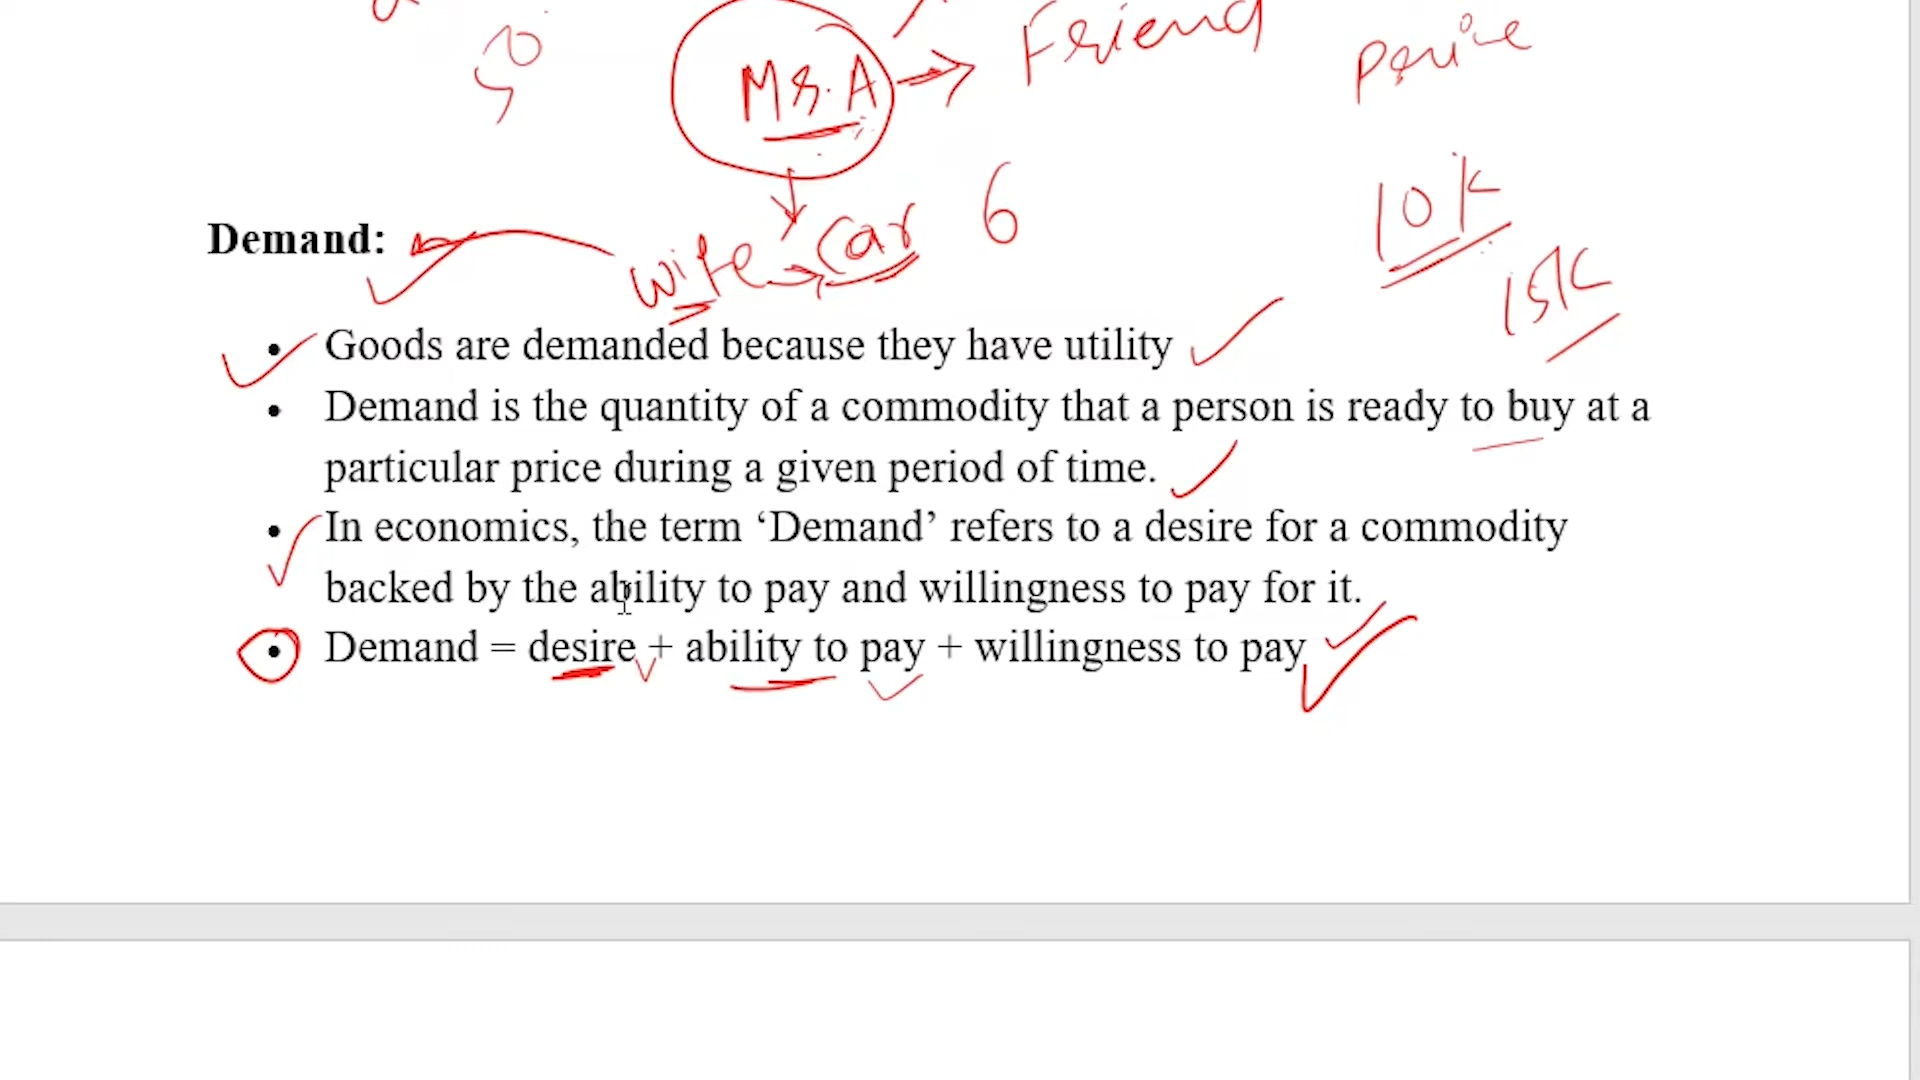 50
Mr. A
Friend
Price
10K
15K
Wife
Car
6
Demand:
• Goods are demanded because they have utility
• Demand is the quantity of a commodity that a person is ready to buy at a
particular price during a given period of time.
• In economics, the term ‘Demand’ refers to a desire for a commodity
backed by the ability to pay and willingness to pay for it.
• Demand = desire + ability to pay + willingness to pay